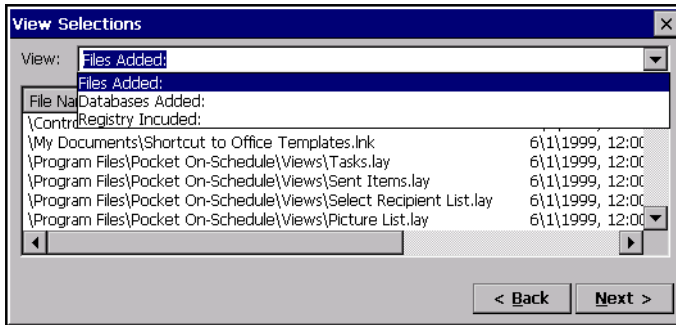 View Selections
View: Files Added:
Files Added:
Databases Added:
Registry Incuded:
File Na
\Contro
\My Documents\Shortcut to Office Templates.lnk 6\1\1999, 12:00
\Program Files\Pocket On-Schedule\Views\Tasks.lay 6\1\1999, 12:00
\Program Files\Pocket On-Schedule\Views\Sent Items.lay 6\1\1999, 12:00
\Program Files\Pocket On-Schedule\Views\Select Recipient List.lay 6\1\1999, 12:00
\Program Files\Pocket On-Schedule\Views\Picture List.lay 6\1\1999, 12:00
< Back Next >